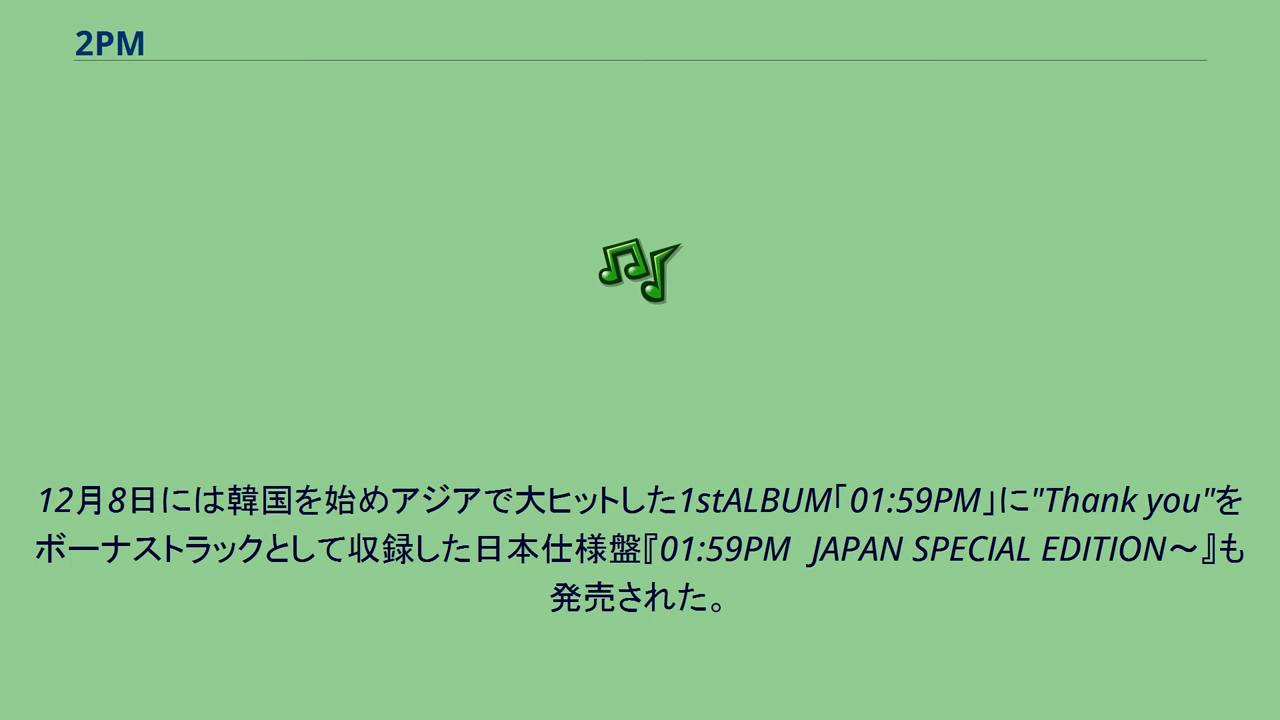 2PM
12月8日には韓国を始めアジアで大ヒットした1stALBUM「01:59PM」に"Thank you"を
ボーナストラックとして収録した日本仕様盤『01:59PM  JAPAN SPECIAL EDITION～』も
発売された。